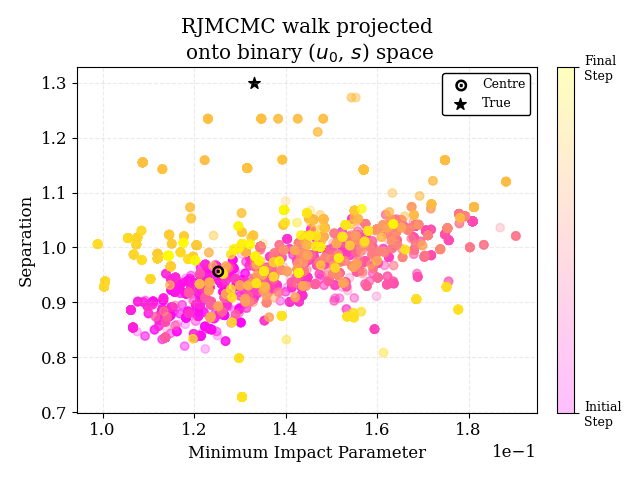 RJMCMC walk projected
onto binary (u₀, s) space
Centre
True
Final
Step
Initial
Step
Separation
1.3
1.2
1.1
1.0
0.9
0.8
0.7
1.0
1.2
1.4
1.6
1.8
Minimum Impact Parameter
1e−1